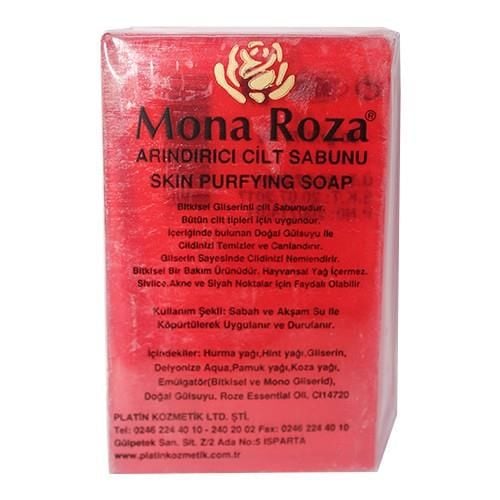 Mona Roza®
ARINDIRICI CİLT SABUNU
SKIN PURFYING SOAP
Bitkisel Gliserinli cilt Sabunudur.
Bütün cilt tipleri için uygundur.
İçeriğinde bulunan Doğal Gülsuyu ile
Cildinizi Temizler ve Canlandırır.
Gliserin Sayesinde Cildinizi Nemlendirir.
Bitkisel Bir Bakım Ürünüdür. Hayvansal Yağ İçermez.
Sivilce,Akne ve Siyah Noktalar için Faydalı Olabilir
Kullanım Şekli: Sabah ve Akşam Su ile
Köpürtülerek Uygulanır ve Durulanır.
İçindekiler: Hurma yağı,Hint yağı,Gliserin,
Deiyonize Aqua,Pamuk yağı,Koza yağı,
Emülgatör(Bitkisel ve Mono Gliserid),
Doğal Gülsuyu, Roze Essential Oil, CI14720
PLATİN KOZMETİK LTD. ŞTİ.
Tel: 0246 224 40 10 - 240 20 02 Fax: 0246 224 40 10
Gülpetek San. Sit. Z/2 Ada No:5 ISPARTA
www.platinkozmetik.com.tr